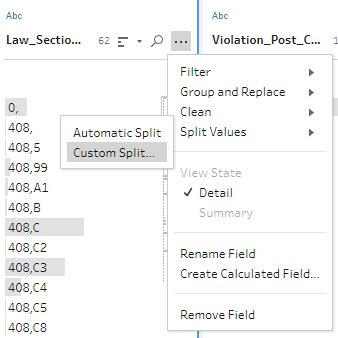 Abc
Abc
Law_Sectio... 62
Violation_Post_C...
Filter
Group and Replace
Clean
Split Values
Automatic Split
Custom Split...
View State
Detail
Summary
Rename Field
Create Calculated Field...
Remove Field
0,
408,
408,5
408,99
408,A1
408,B
408,C
408,C2
408,C3
408,C4
408,C5
408,C8